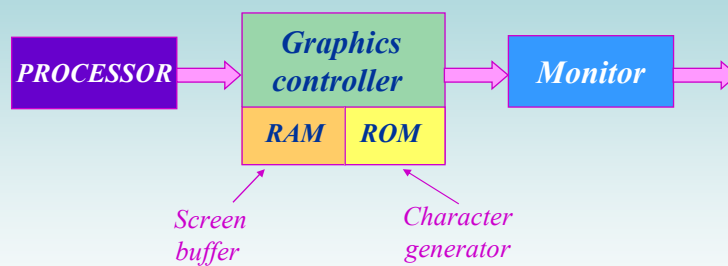 PROCESSOR
Graphics
controller
Monitor
RAM
ROM
Screen
buffer
Character
generator